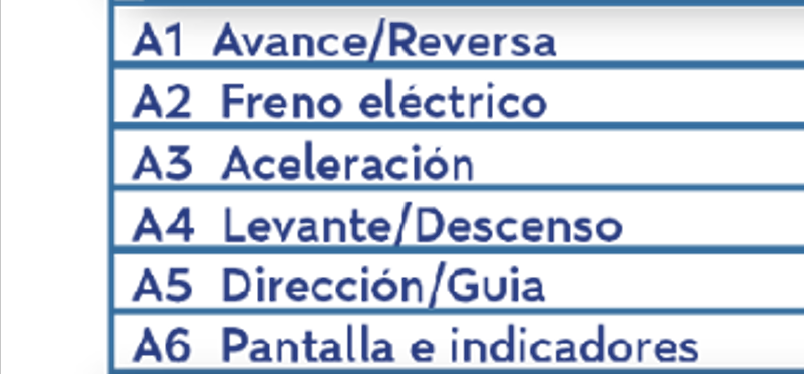 A1 Avance/Reversa
A2 Freno eléctrico
A3 Aceleración
A4 Levante/Descenso
A5 Dirección/Guia
A6 Pantalla e indicadores